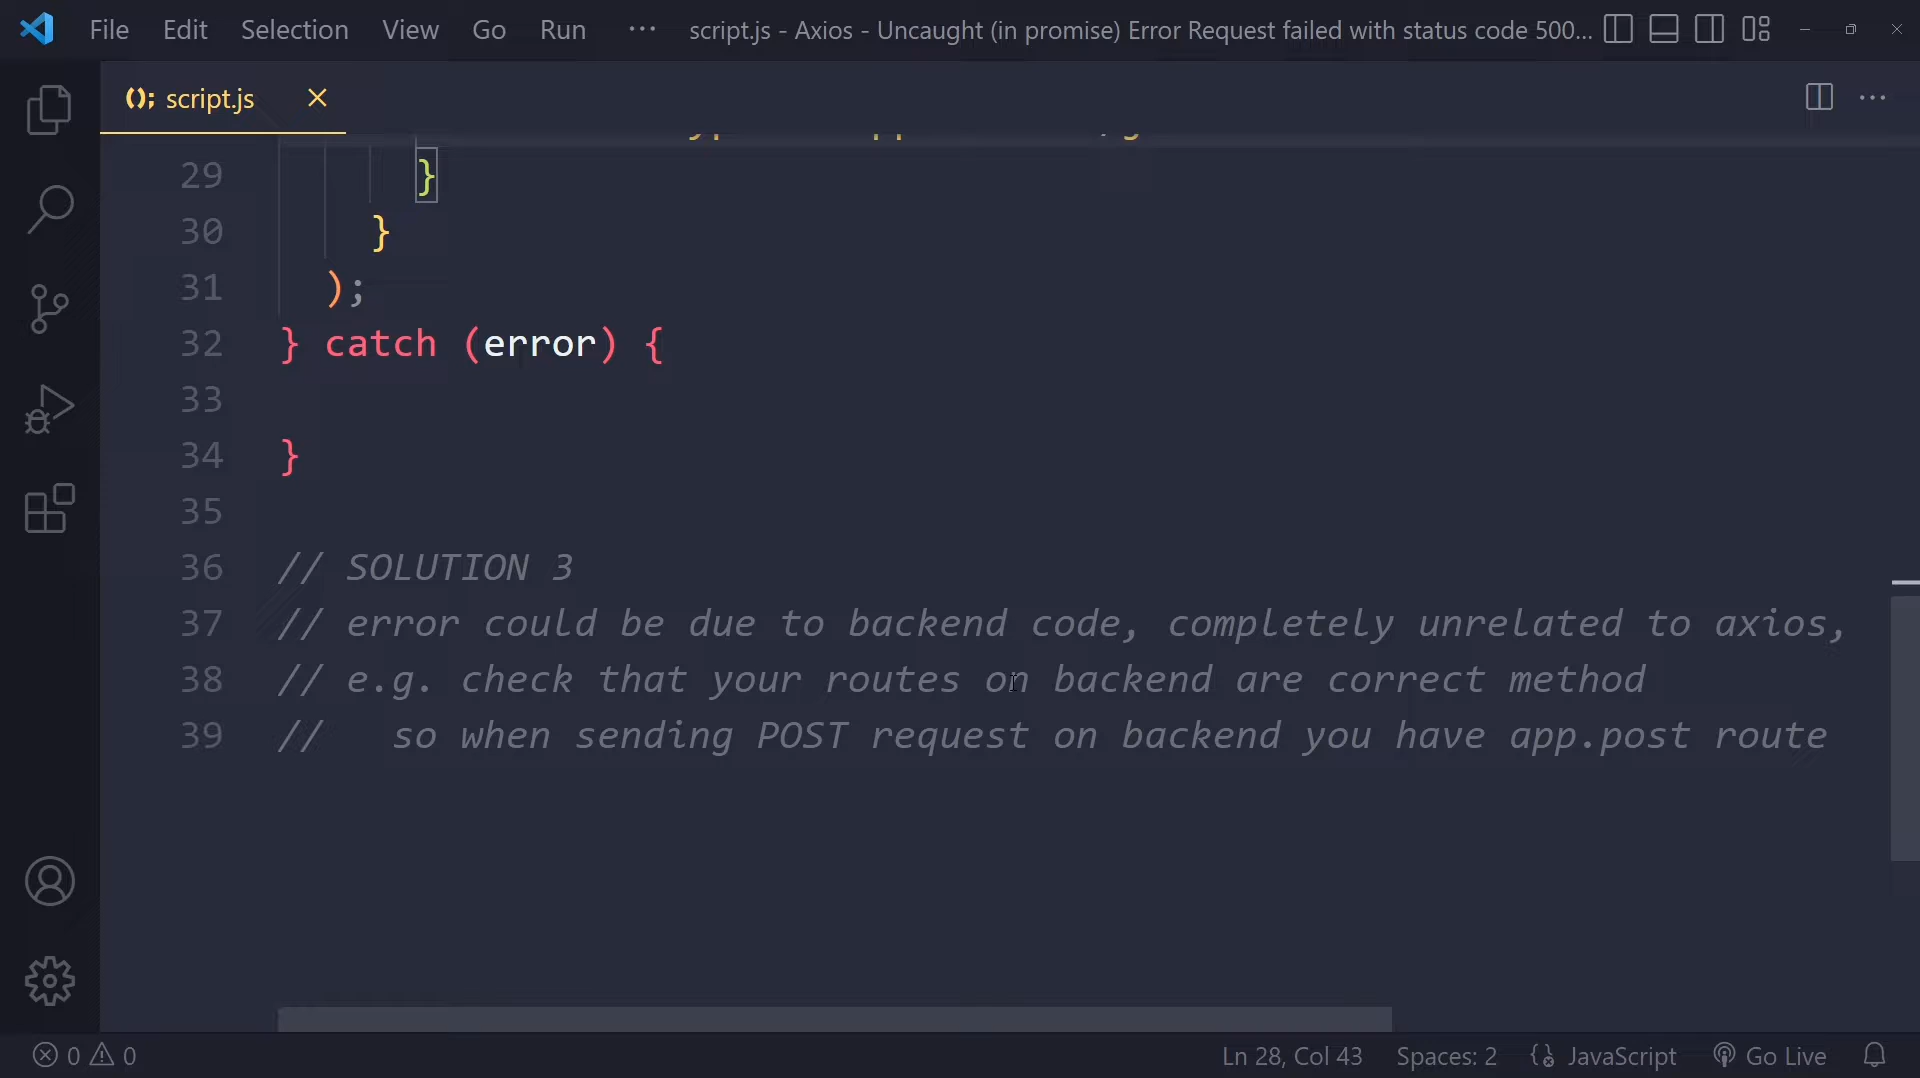 File Edit Selection View Go Run ··· script.js - Axios - Uncaught (in promise) Error Request failed with status code 500...
script.js
29 }
30 }
31 );
32 } catch (error) {
33
34 }
35
36 // SOLUTION 3
37 // error could be due to backend code, completely unrelated to axios,
38 // e.g. check that your routes on backend are correct method
39 //   so when sending POST request on backend you have app.post route
0 0 Ln 28, Col 43 Spaces: 2 JavaScript Go Live